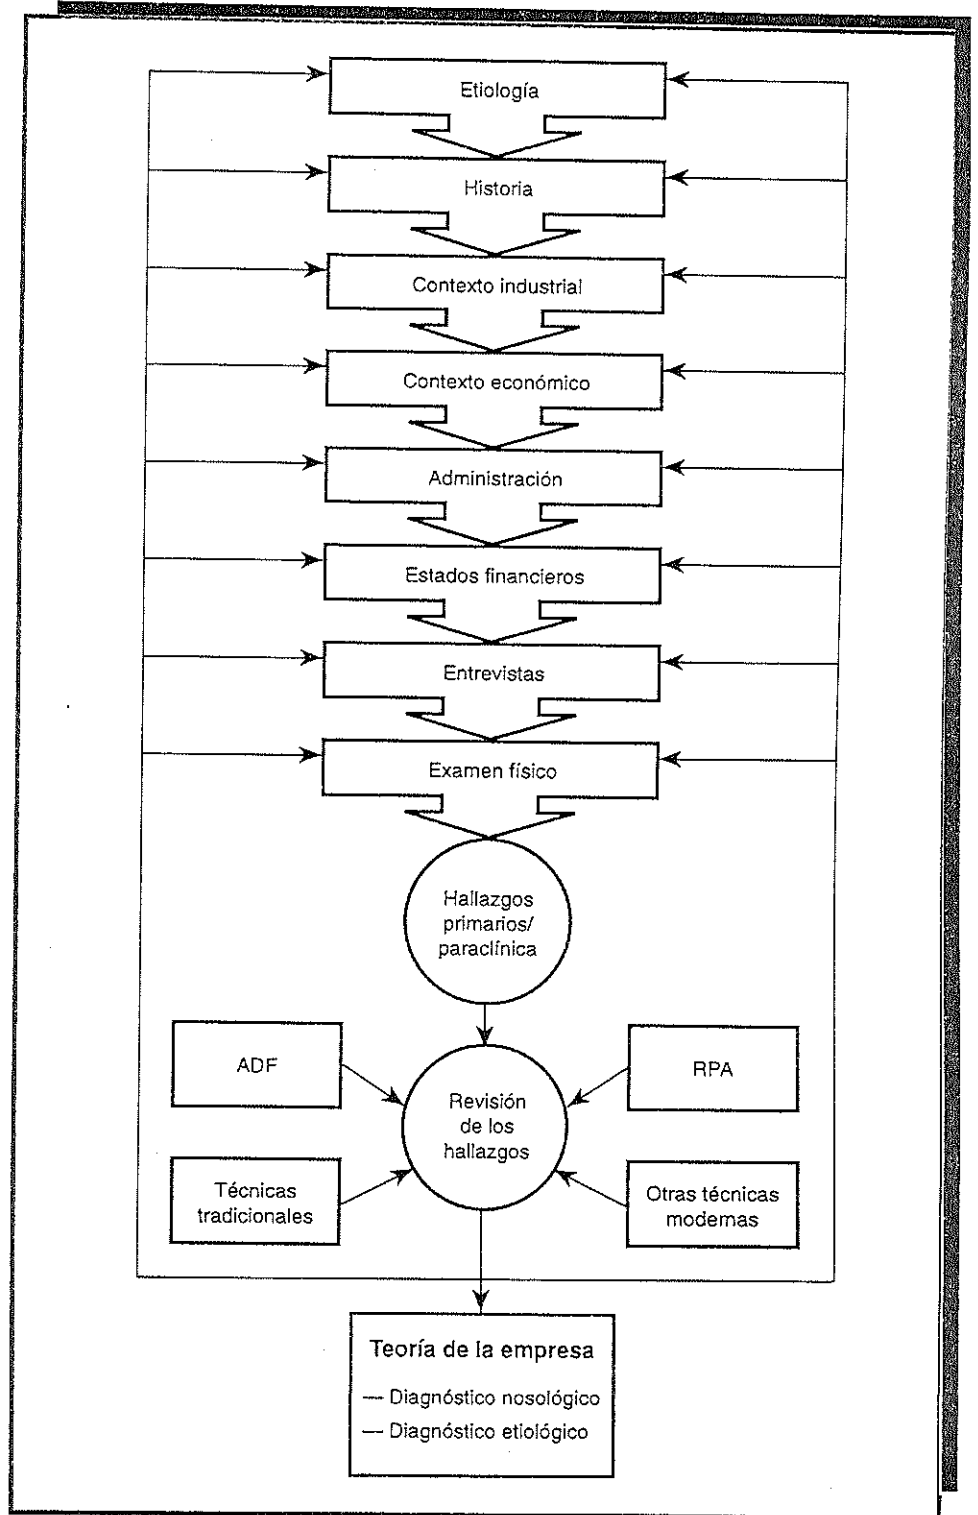 Etiología
Historia
Contexto industrial
Contexto económico
Administración
Estados financieros
Entrevistas
Examen físico
Hallazgos
primarios/
paraclínica
ADF
RPA
Revisión
de los
hallazgos
Técnicas
tradicionales
Otras técnicas
modernas
Teoría de la empresa
— Diagnóstico nosológico
— Diagnóstico etiológico